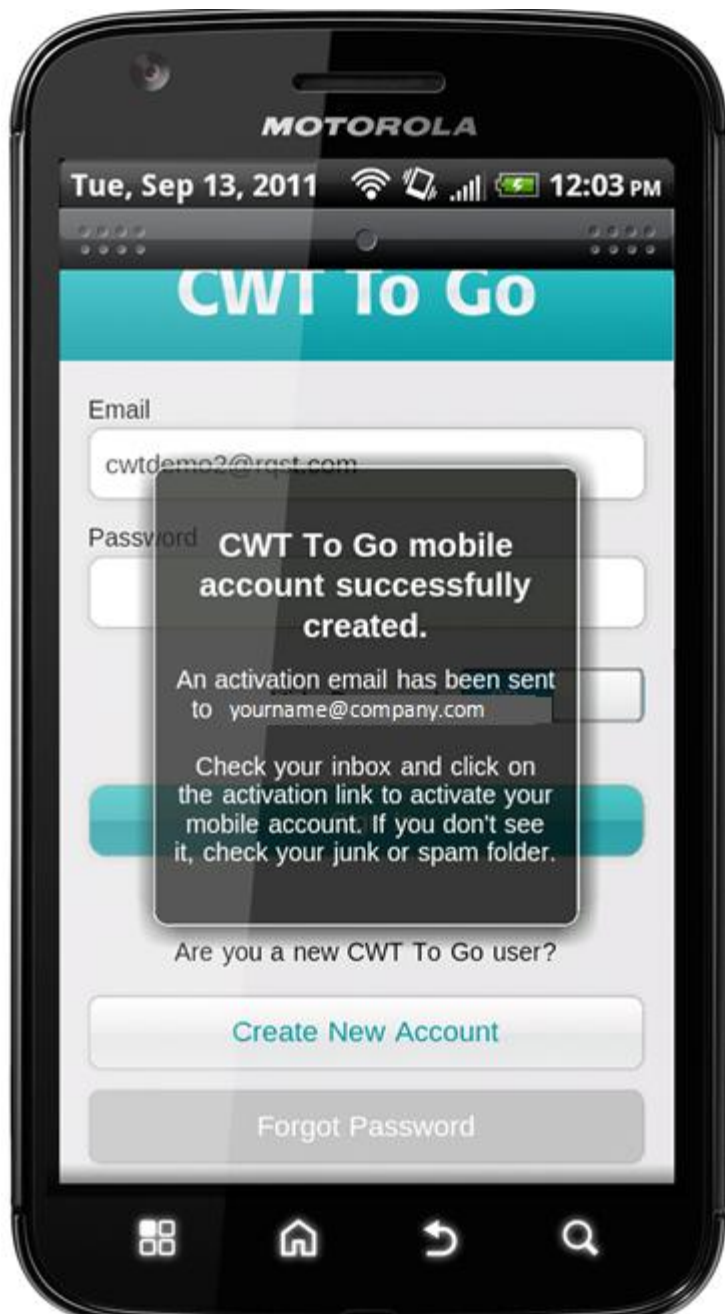 MOTOROLA
Tue, Sep 13, 2011 12:03 PM
CWT To Go
Email
cwtdemo2@rqst.com
Password
CWT To Go mobile
account successfully
created.
An activation email has been sent
to yourname@company.com
Check your inbox and click on
the activation link to activate your
mobile account. If you don't see
it, check your junk or spam folder.
Are you a new CWT To Go user?
Create New Account
Forgot Password